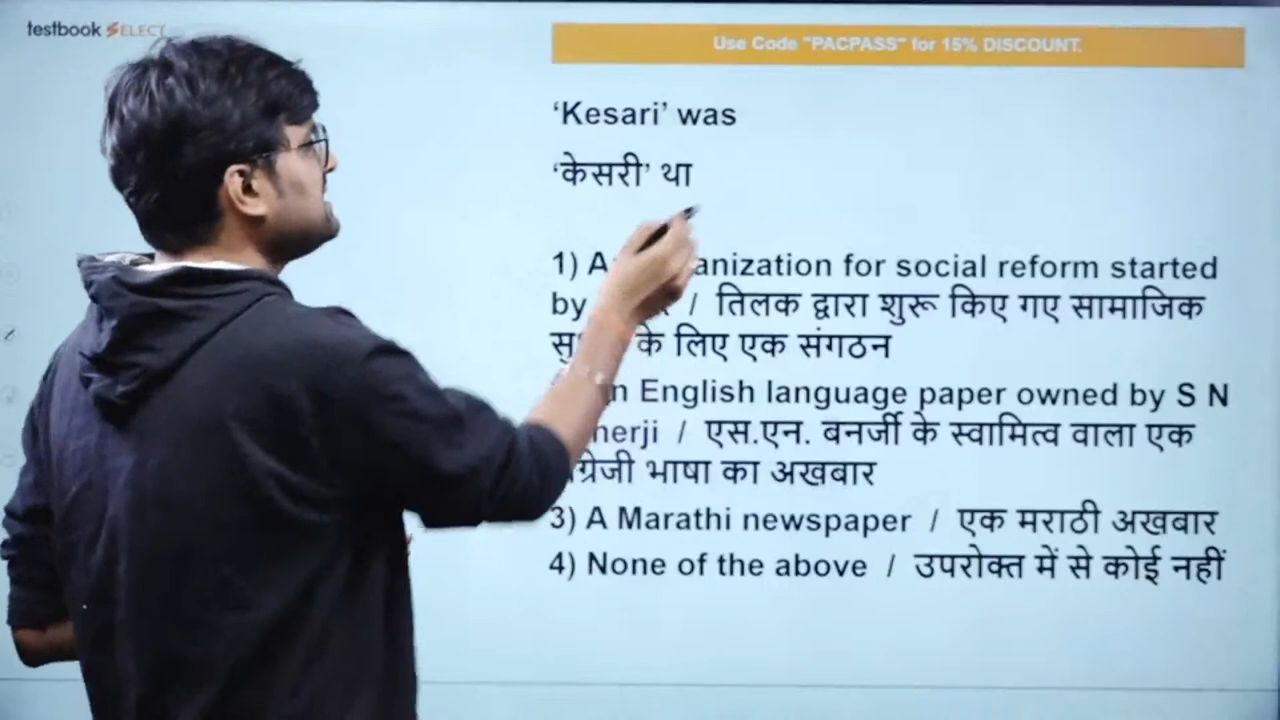 testbook SELECT
Use Code "PACPASS" for 15% DISCOUNT.
‘Kesari’ was
‘केसरी’ था
1) A anization for social reform started
by / तिलक द्वारा शुरू किए गए सामाजिक
के लिए एक संगठन
English language paper owned by S N
nerji / एस.एन. बनर्जी के स्वामित्व वाला एक
ग्रेजी भाषा का अखबार
3) A Marathi newspaper / एक मराठी अखबार
4) None of the above / उपरोक्त में से कोई नहीं